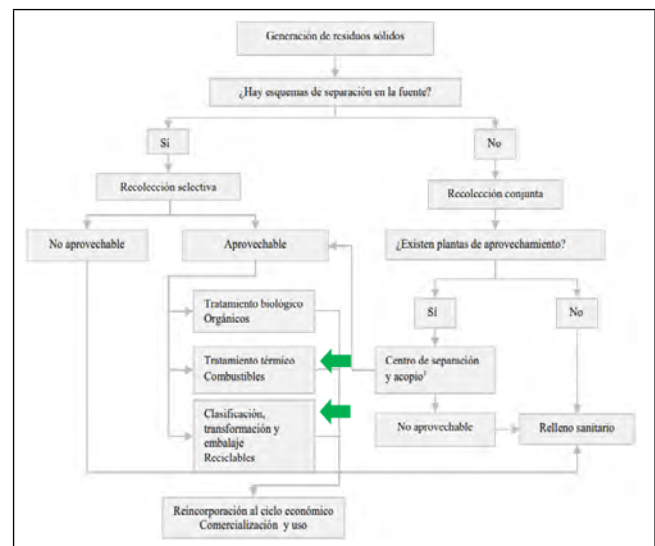 Generación de residuos sólidos
¿Hay esquemas de separación en la fuente?
Sí
No
Recolección selectiva
Recolección conjunta
No aprovechable
Aprovechable
¿Existen plantas de aprovechamiento?
Tratamiento biológico
Orgánicos
Sí
No
Tratamiento térmico
Combustibles
Centro de separación
y acopio¹
Clasificación,
transformación y
embalaje
Reciclables
No aprovechable
Relleno sanitario
Reincorporación al ciclo económico
Comercialización y uso